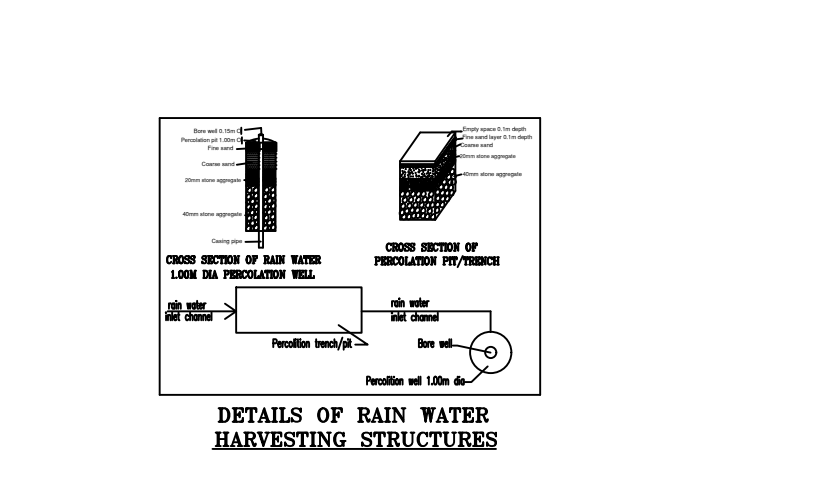 Bore well 0.15m
Percolation pit 1.00m
Fine sand
Coarse sand
20mm stone aggregate
40mm stone aggregate
Casing pipe
CROSS SECTION OF RAIN WATER
1.00M DIA PERCOLATION WELL
Empty space 0.1m depth
Fine sand layer 0.1m depth
Coarse sand
20mm stone aggregate
40mm stone aggregate
CROSS SECTION OF
PERCOLATION PIT/TRENCH
rain water
inlet channel
Percolition trench/pit
rain water
inlet channel
Bore well
Percolition well 1.00m dia
DETAILS OF RAIN WATER
HARVESTING STRUCTURES